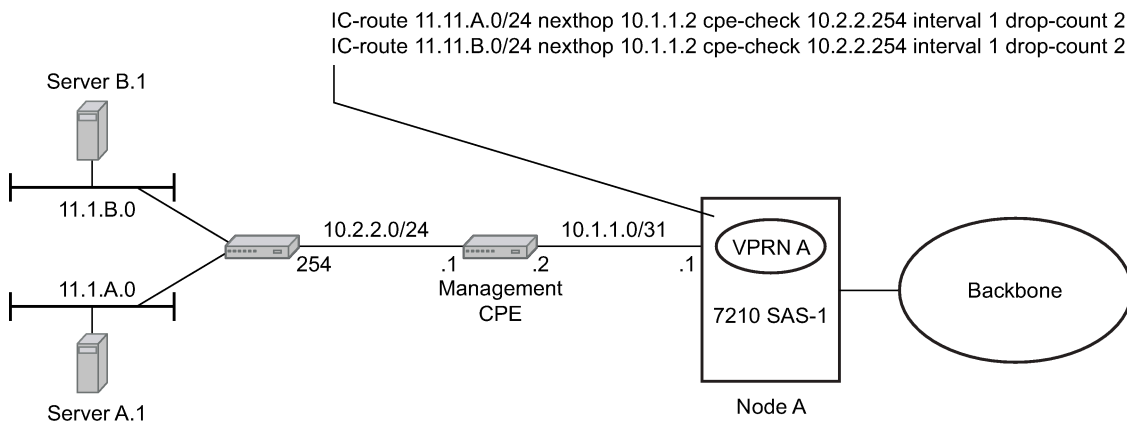 IC-route 11.11.A.0/24 nexthop 10.1.1.2 cpe-check 10.2.2.254 interval 1 drop-count 2
IC-route 11.11.B.0/24 nexthop 10.1.1.2 cpe-check 10.2.2.254 interval 1 drop-count 2
Server B.1
11.1.B.0
10.2.2.0/24
10.1.1.0/31
VPRN A
254
.1
.2
.1
Management
CPE
11.1.A.0
7210 SAS-1
Backbone
Server A.1
Node A